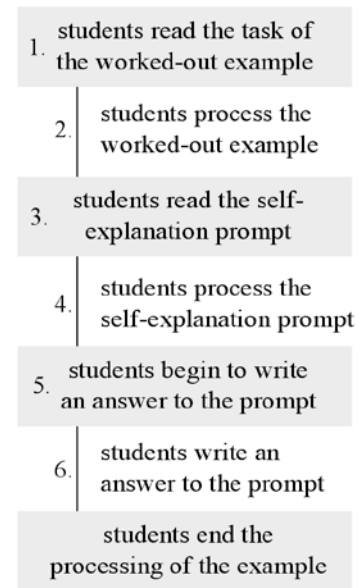 students read the task of
1.
the worked-out example
students process the
2.
worked-out example
students read the self-
3.
explanation prompt
students process the
4.
self-explanation prompt
students begin to write
5.
an answer to the prompt
students write an
6.
answer to the prompt
students end the
processing of the example